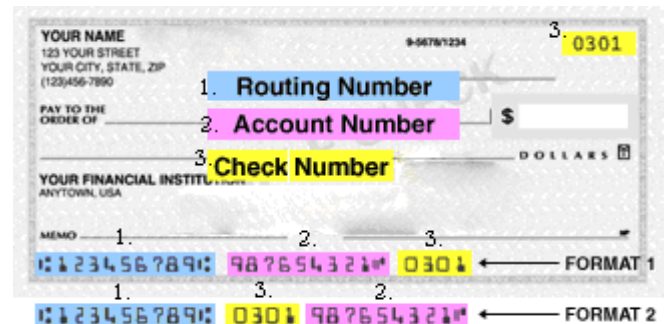 YOUR NAME 9-5678/1234 3. 0301
123 YOUR STREET
YOUR CITY, STATE, ZIP
(123)456-7890
1. Routing Number
PAY TO THE
ORDER OF $
2. Account Number
3. Check Number DOLLARS
YOUR FINANCIAL INSTITUTION
ANYTOWN, USA
MEMO
1. 2. 3.
⑆123456789⑆ 987654321⑈ 0301 FORMAT 1
1. 3. 2.
⑆123456789⑆ 0301 987654321⑈ FORMAT 2